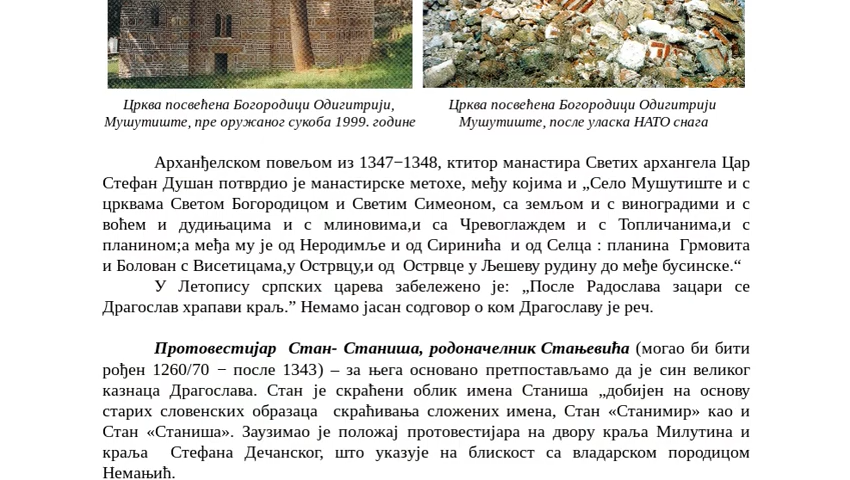 Црква посвећена Богородици Одигитрији,
Мушутиште, пре оружаног сукоба 1999. године
Црква посвећена Богородици Одигитрији
Мушутиште, после уласка НАТО снага
Арханђелском повељом из 1347−1348, ктитор манастира Светих архангела Цар
Стефан Душан потврдио је манастирске метохе, међу којима и „Село Мушутиште и с
црквама Светом Богородицом и Светим Симеоном, са земљом и с виноградими и с
воћем и дудињацима и с млиновима,и са Чревоглаждем и с Топличанима,и с
планином;а међа му је од Неродимље и од Сиринића и од Селца : планина Грмовита
и Болован с Висетицама,у Острвцу,и од Острвце у Љешеву рудину до међе бусинске.“
У Летопису српских царева забележено је: „После Радослава зацари се
Драгослав храпави краљ.” Немамо јасан содговор о ком Драгославу је реч.
Протовестијар Стан- Станиша, родоначелник Стањевића (могао би бити
рођен 1260/70 − после 1343) – за њега основано претпостављамо да је син великог
казнаца Драгослава. Стан је скраћени облик имена Станиша „добијен на основу
старих словенских образаца скраћивања сложених имена, Стан «Станимир» као и
Стан «Станиша». Заузимао је положај протовестијара на двору краља Милутина и
краља Стефана Дечанског, што указује на блискост са владарском породицом
Немањић.